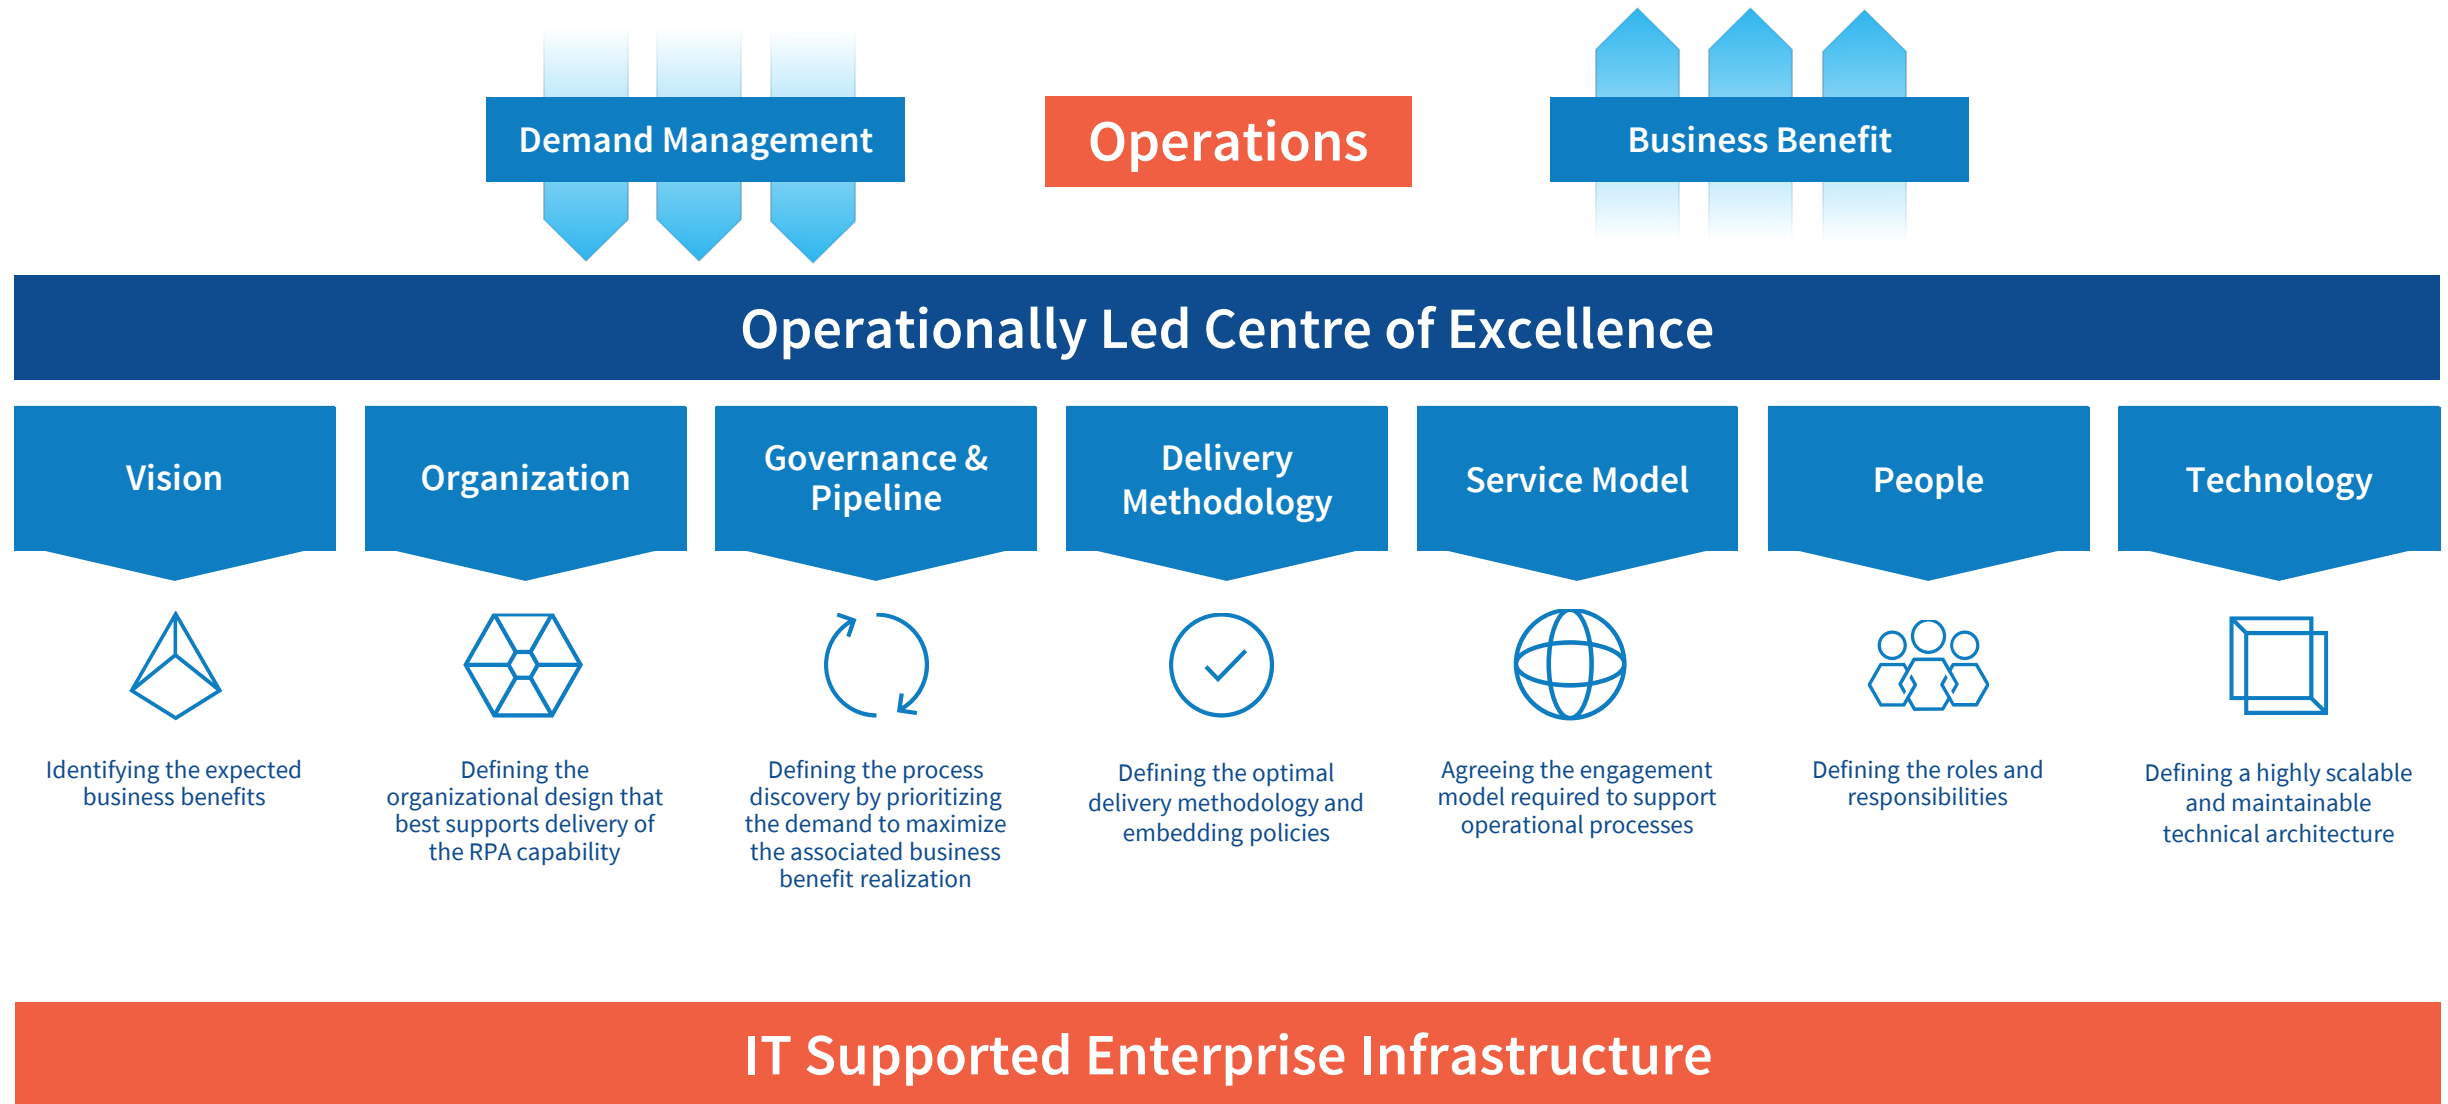 Demand Management
Operations
Business Benefit
Operationally Led Centre of Excellence
Vision
Organization
Governance &
Pipeline
Delivery
Methodology
Service Model
People
Technology
Identifying the expected
business benefits
Defining the
organizational design that
best supports delivery of
the RPA capability
Defining the process
discovery by prioritizing
the demand to maximize
the associated business
benefit realization
Defining the optimal
delivery methodology and
embedding policies
Agreeing the engagement
model required to support
operational processes
Defining the roles and
responsibilities
Defining a highly scalable
and maintainable
technical architecture
IT Supported Enterprise Infrastructure